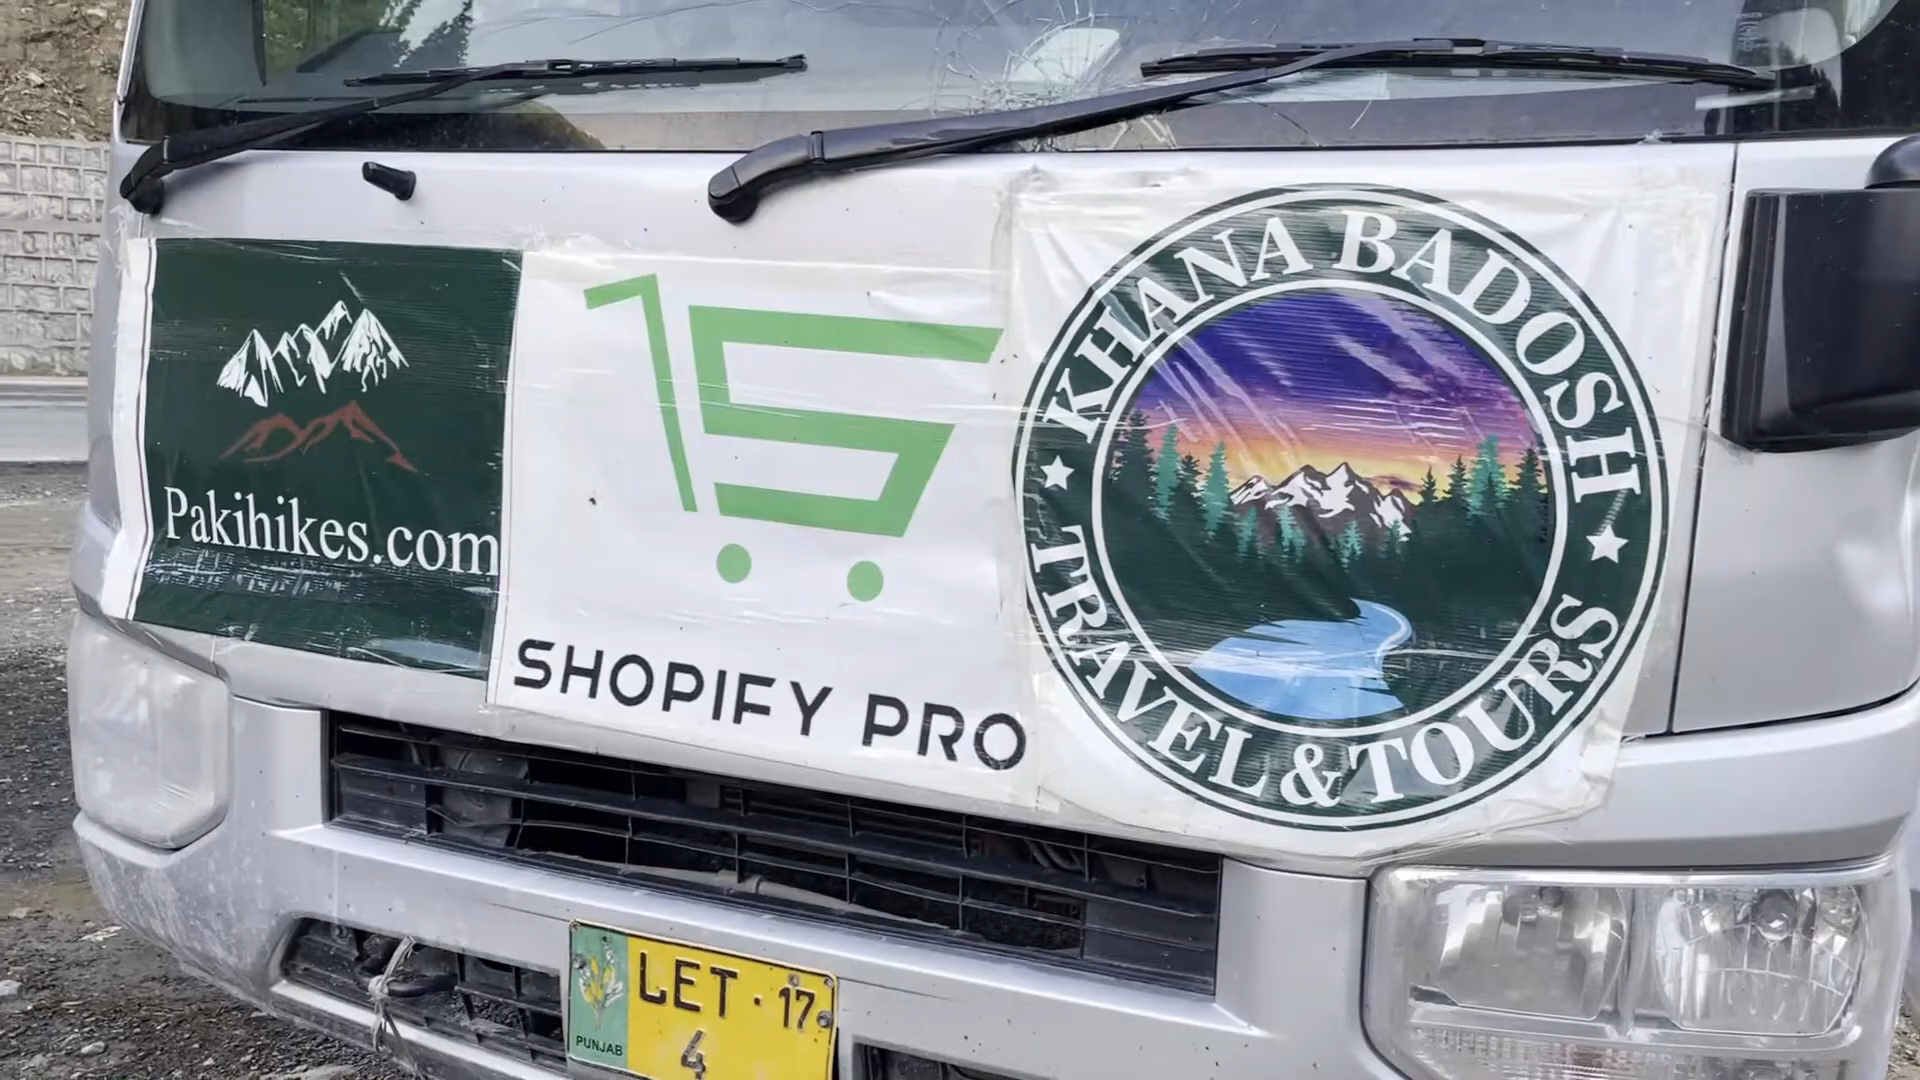 Pakihikes.com
SHOPIFY PRO
KHANA BADOSH
TRAVEL & TOURS
LET · 17
4
PUNJAB